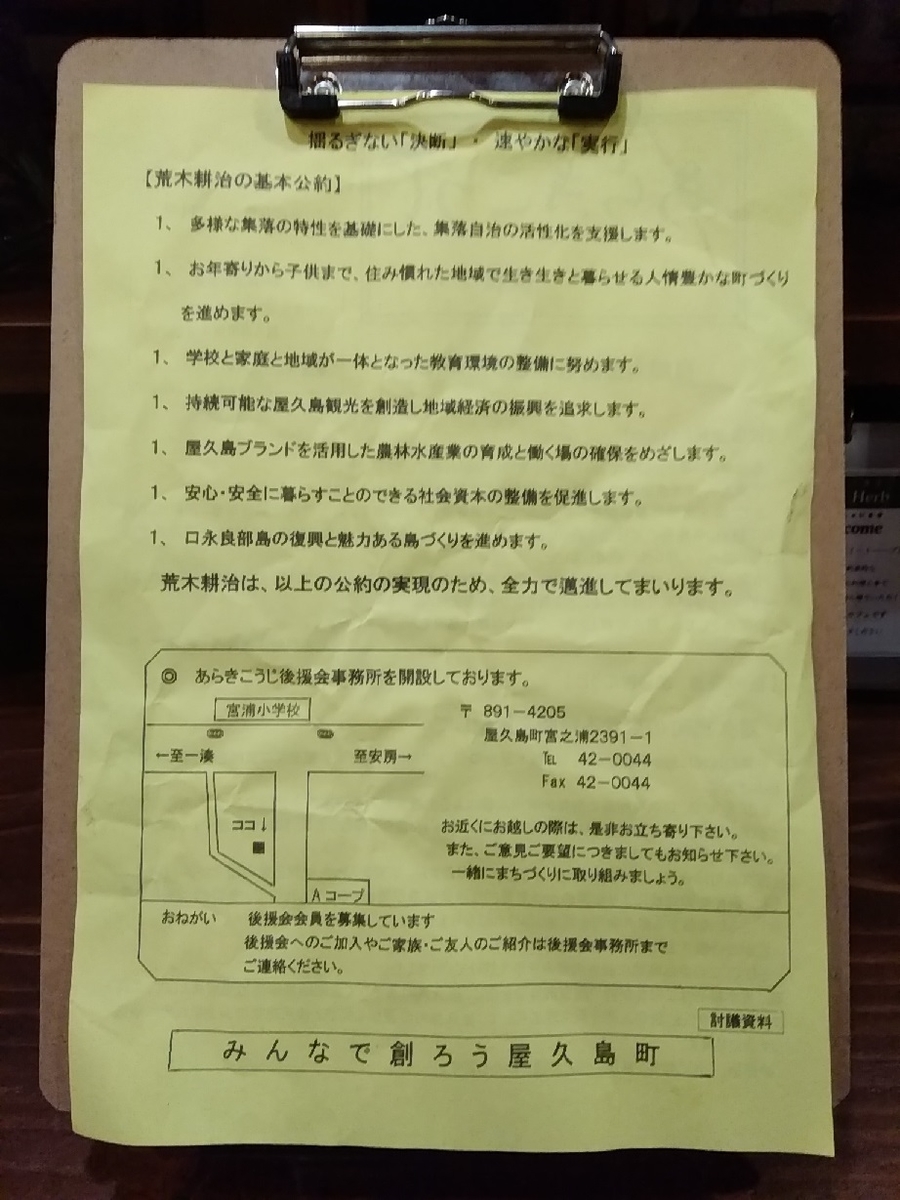 揺るぎない「決断」 ・ 速やかな「実行」
【荒木耕治の基本公約】
1、 多様な集落の特性を基礎にした、集落自治の活性化を支援します。
1、 お年寄りから子供まで、住み慣れた地域で生き生きと暮らせる人情豊かな町づくり
を進めます。
1、 学校と家庭と地域が一体となった教育環境の整備に努めます。
1、 持続可能な屋久島観光を創造し地域経済の振興を追求します。
1、 屋久島ブランドを活用した農林水産業の育成と働く場の確保をめざします。
1、 安心・安全に暮らすことのできる社会資本の整備を促進します。
1、 口永良部島の復興と魅力ある島づくりを進めます。
荒木耕治は、以上の公約の実現のため、全力で邁進してまいります。
◎ あらきこうじ後援会事務所を開設しております。
宮浦小学校
←至一湊 至安房→
ココ↓
Aコープ
〒 891－4205
屋久島町宮之浦2391－1
℡ 42－0044
Fax 42－0044
お近くにお越しの際は、是非お立ち寄り下さい。
また、ご意見ご要望につきましてもお知らせ下さい。
一緒にまちづくりに取り組みましょう。
おねがい 後援会会員を募集しています
後援会へのご加入やご家族・ご友人のご紹介は後援会事務所まで
ご連絡ください。
討議資料
みんなで創ろう屋久島町
Herb
come